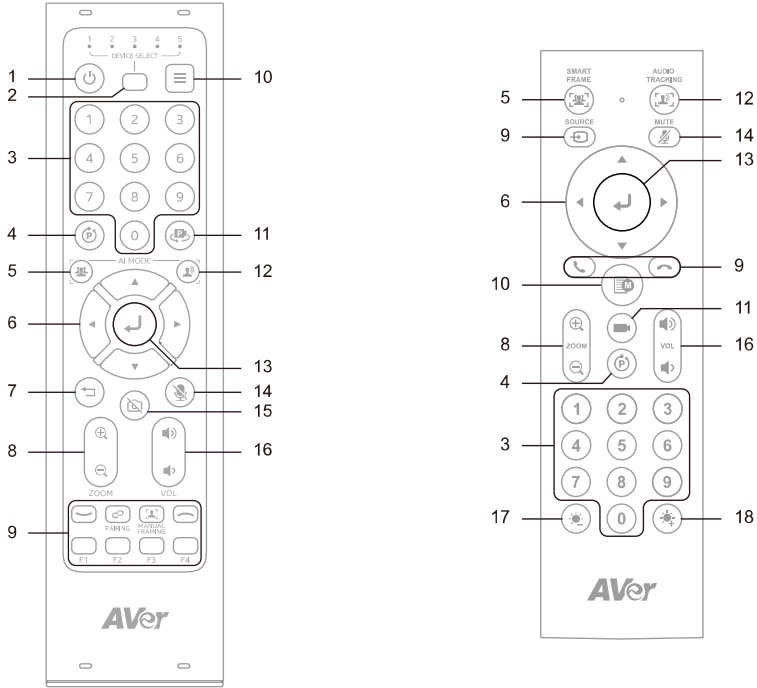 1 2 3 4 5
DEVICE SELECT
1
2
10
1 2 3
3
4 5 6
7 8 9
4
P
0
P
11
5
AI MODE
12
6
13
7
14
15
8
16
ZOOM
VOL
9
PAIRING
MANUAL FRAMING
F1 F2 F3 F4
AVer
SMART FRAME
AUDIO TRACKING
5
12
SOURCE
MUTE
9
14
13
6
9
10
M
11
8
ZOOM
VOL
16
4
P
1 2 3
3
4 5 6
7 8 9
17
0
18
AVer